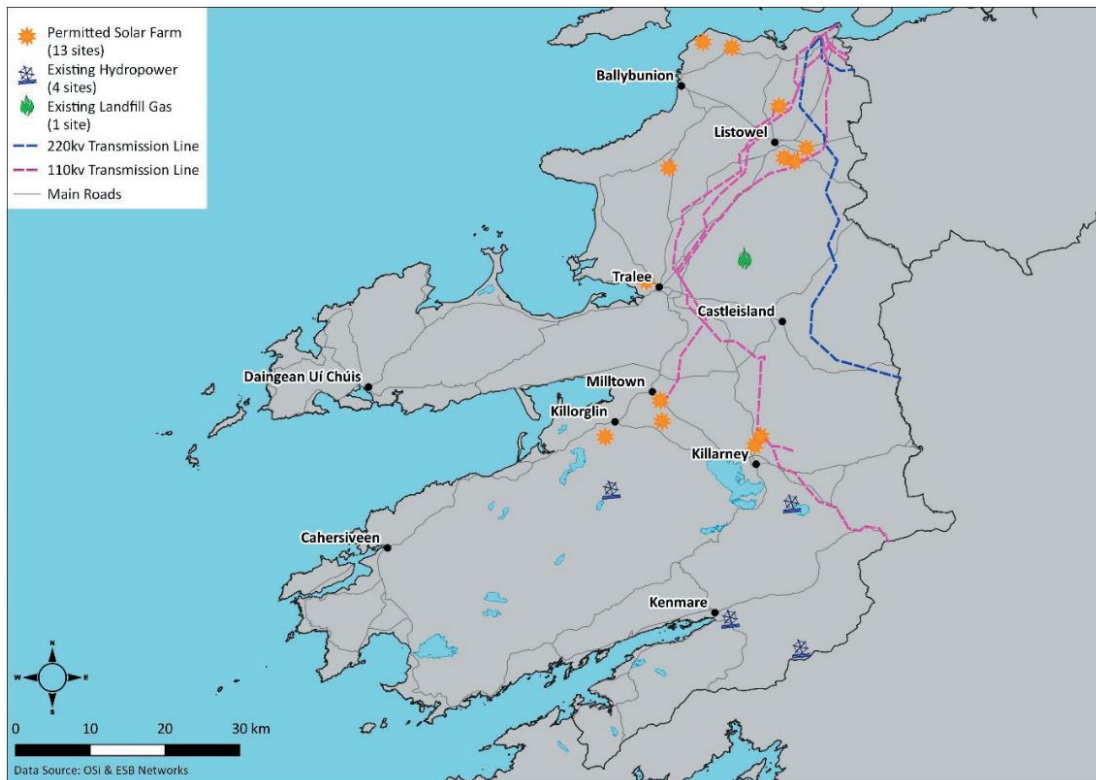 Permitted Solar Farm
(13 sites)
Existing Hydropower
(4 sites)
Existing Landfill Gas
(1 site)
220kv Transmission Line
110kv Transmission Line
Main Roads
Ballybunion
Listowel
Tralee
Castleisland
Daingean Uí Chúis
Milltown
Killorglin
Killarney
Cahersiveen
Kenmare
N
W
E
S
0 10 20 30 km
Data Source: OSi & ESB Networks